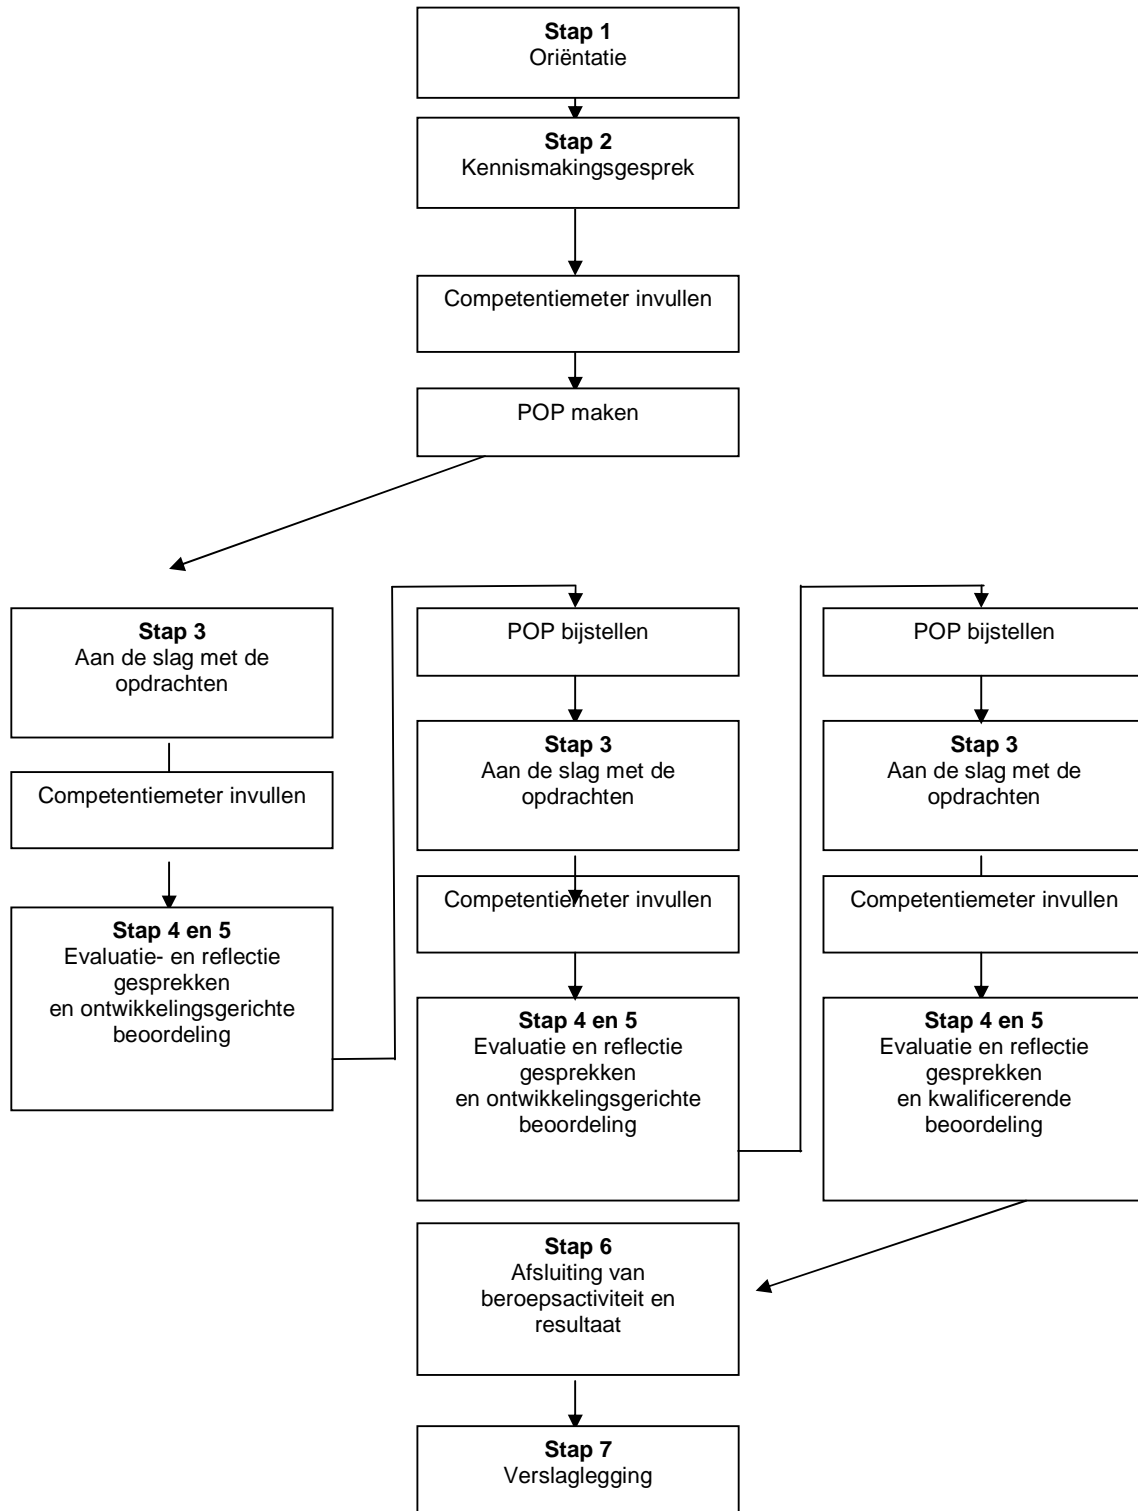 Stap 1
Oriëntatie
Stap 2
Kennismakingsgesprek
Competentiemeter invullen
POP maken
Stap 3
Aan de slag met de
opdrachten
Competentiemeter invullen
Stap 4 en 5
Evaluatie- en reflectie
gesprekken
en ontwikkelingsgerichte
beoordeling
POP bijstellen
Stap 3
Aan de slag met de
opdrachten
Competentiemeter invullen
Stap 4 en 5
Evaluatie en reflectie
gesprekken
en ontwikkelingsgerichte
beoordeling
POP bijstellen
Stap 3
Aan de slag met de
opdrachten
Competentiemeter invullen
Stap 4 en 5
Evaluatie en reflectie
gesprekken
en kwalificerende
beoordeling
Stap 6
Afsluiting van
beroepsactiviteit en
resultaat
Stap 7
Verslaglegging